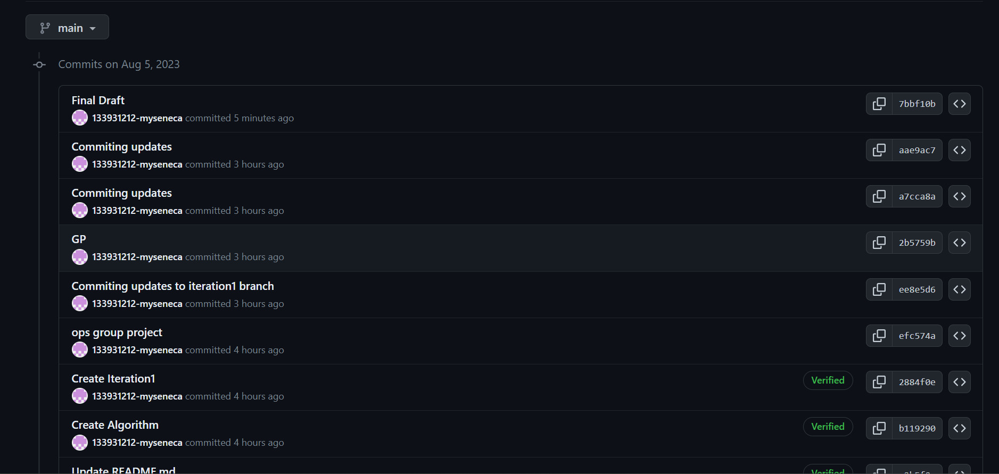 main
Commits on Aug 5, 2023
Final Draft
133931212-myseneca committed 5 minutes ago
7bbf10b
Commiting updates
133931212-myseneca committed 3 hours ago
aae9ac7
Commiting updates
133931212-myseneca committed 3 hours ago
a7cca8a
GP
133931212-myseneca committed 3 hours ago
2b5759b
Commiting updates to iteration1 branch
133931212-myseneca committed 3 hours ago
ee8e5d6
ops group project
133931212-myseneca committed 4 hours ago
efc574a
Create Iteration1
133931212-myseneca committed 4 hours ago
Verified
2884f0e
Create Algorithm
133931212-myseneca committed 4 hours ago
Verified
b119290
Update README.md
Verified